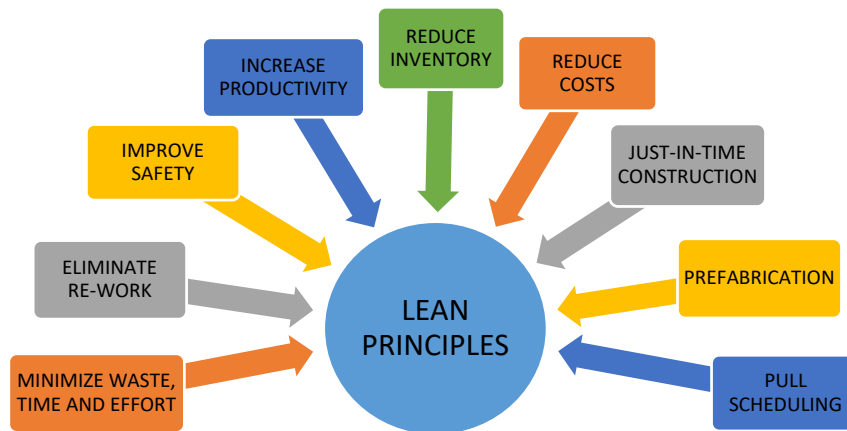 REDUCE
INVENTORY
INCREASE
PRODUCTIVITY
REDUCE
COSTS
IMPROVE
SAFETY
JUST-IN-TIME
CONSTRUCTION
ELIMINATE
RE-WORK
PREFABRICATION
LEAN
PRINCIPLES
MINIMIZE WASTE,
TIME AND EFFORT
PULL
SCHEDULING